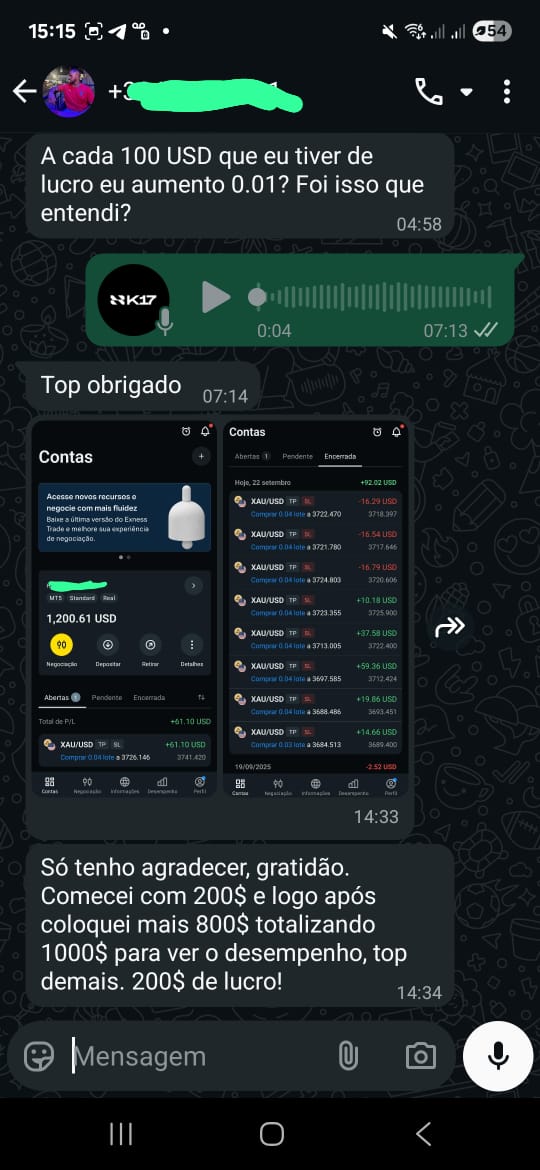 15:15
54
A cada 100 USD que eu tiver de
lucro eu aumento 0.01? Foi isso que
entendi?
04:58
K17
0:04
07:13
Top obrigado
07:14
Contas
Acesse novos recursos e
negocie com mais fluidez
Baixe a última versão do Exness
Trade e melhore sua experiência
de negociação.
MT5 Standard Real
1,200.61 USD
Negociação Depositar Retirar Detalhes
Abertas 1 Pendente Encerrada
Total de P/L +61.10 USD
XAU/USD TP SL +61.10 USD
Comprar 0.04 lote a 3726.146 3741.420
Contas Negociação Informações Desempenho Perfil
Contas
Abertas 1 Pendente Encerrada
Hoje, 22 setembro +92.02 USD
XAU/USD TP SL -16.29 USD
Comprar 0.04 lote a 3722.470 3718.397
XAU/USD TP SL -16.54 USD
Comprar 0.04 lote a 3721.780 3717.646
XAU/USD TP SL -16.79 USD
Comprar 0.04 lote a 3724.803 3720.606
XAU/USD TP SL +10.18 USD
Comprar 0.04 lote a 3723.355 3725.900
XAU/USD TP SL +37.58 USD
Comprar 0.04 lote a 3713.005 3722.400
XAU/USD TP SL +59.36 USD
Comprar 0.04 lote a 3697.585 3712.424
XAU/USD TP SL +19.86 USD
Comprar 0.04 lote a 3688.486 3693.451
XAU/USD TP SL +14.66 USD
Comprar 0.03 lote a 3684.513 3689.400
19/09/2025 -2.52 USD
Contas Negociação Informações Desempenho Perfil
14:33
Só tenho agradecer, gratidão.
Comecei com 200$ e logo após
coloquei mais 800$ totalizando
1000$ para ver o desempenho, top
demais. 200$ de lucro!
14:34
Mensagem